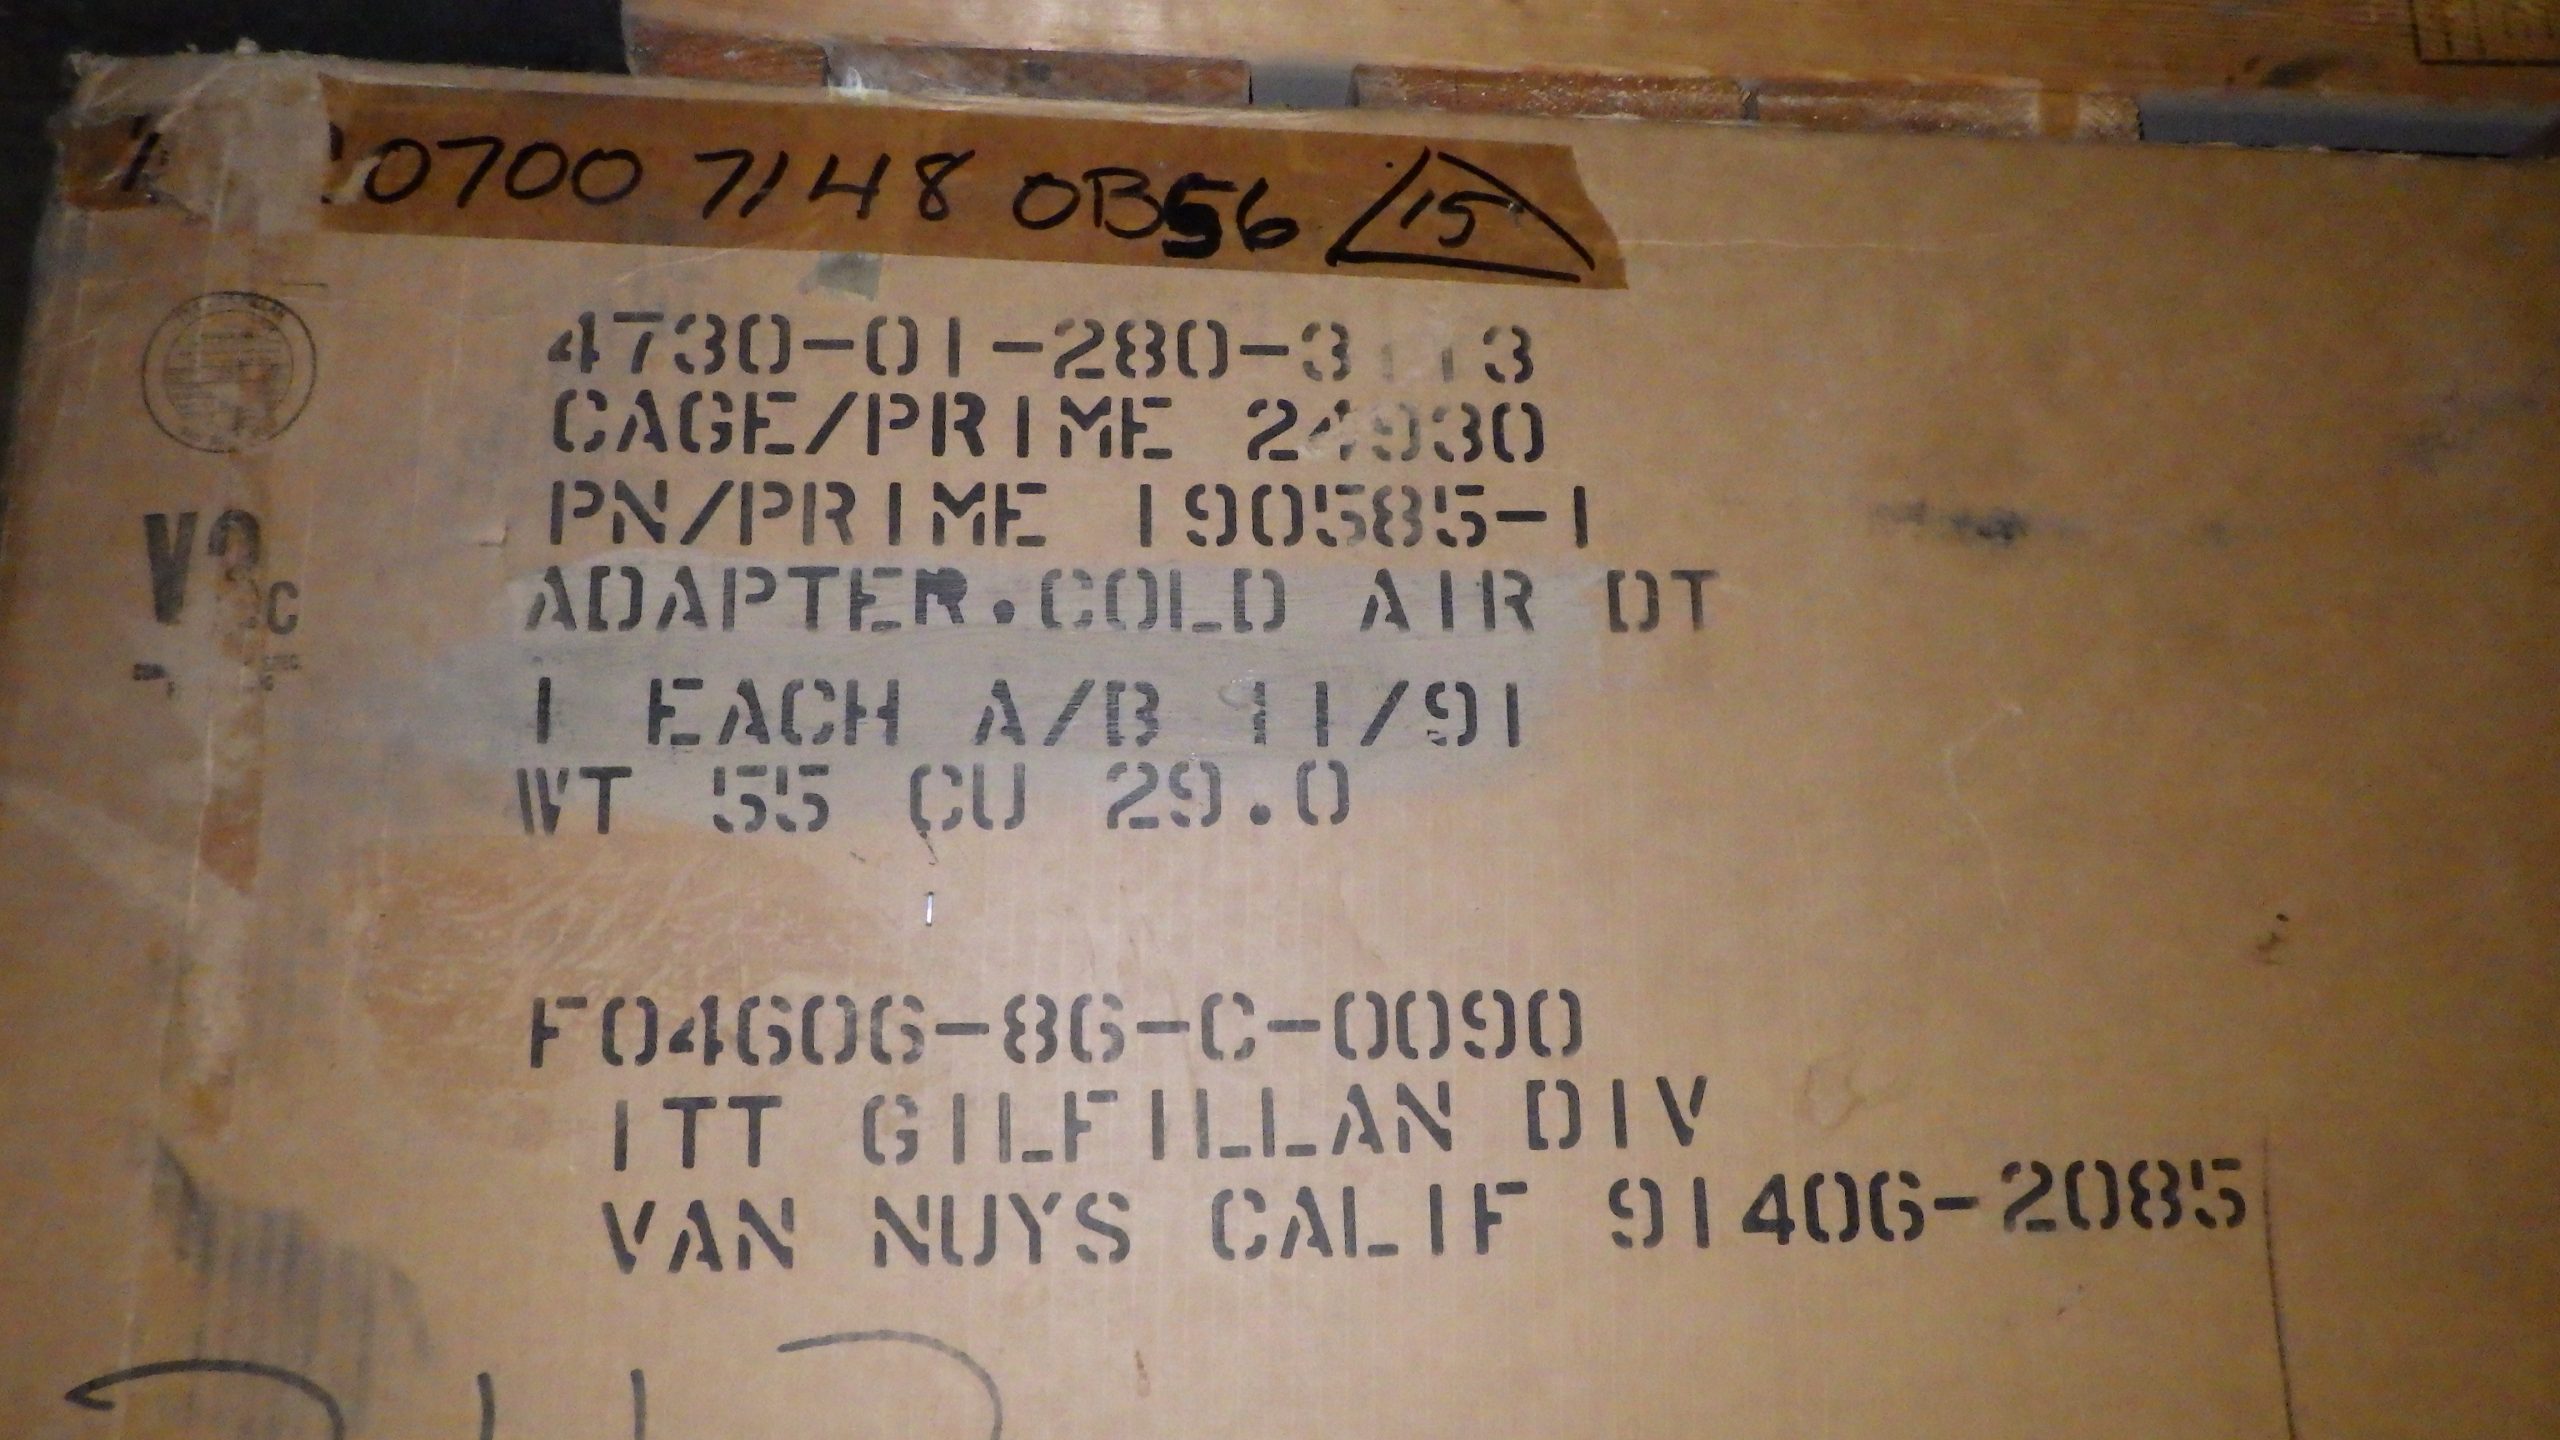 0700 7148 0B56 15
CAGE/PRIME 24930
PN/PRIME 190585-1
ADAPTER.COLD AIR DT
1 EACH A/B 11/91
WT 55 CU 29.0
F04606-86-C-0090
ITT GILFILLAN DIV
VAN NUYS CALIF 91406-2085